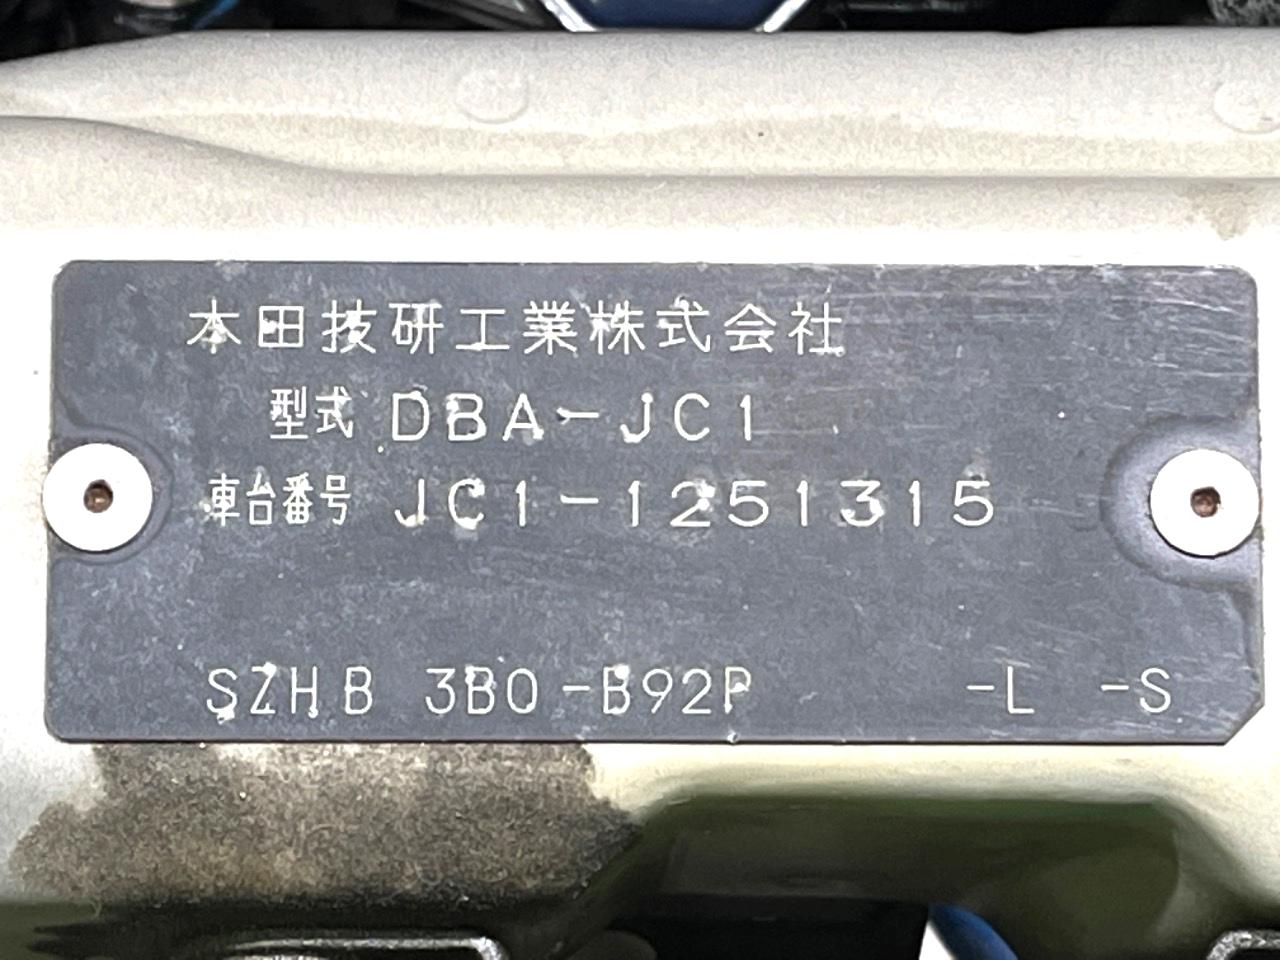 本田技研工業株式会社
型式 DBA-JC1
車台番号 JC1-1251315
SZHB 3B0-B92P -L -S